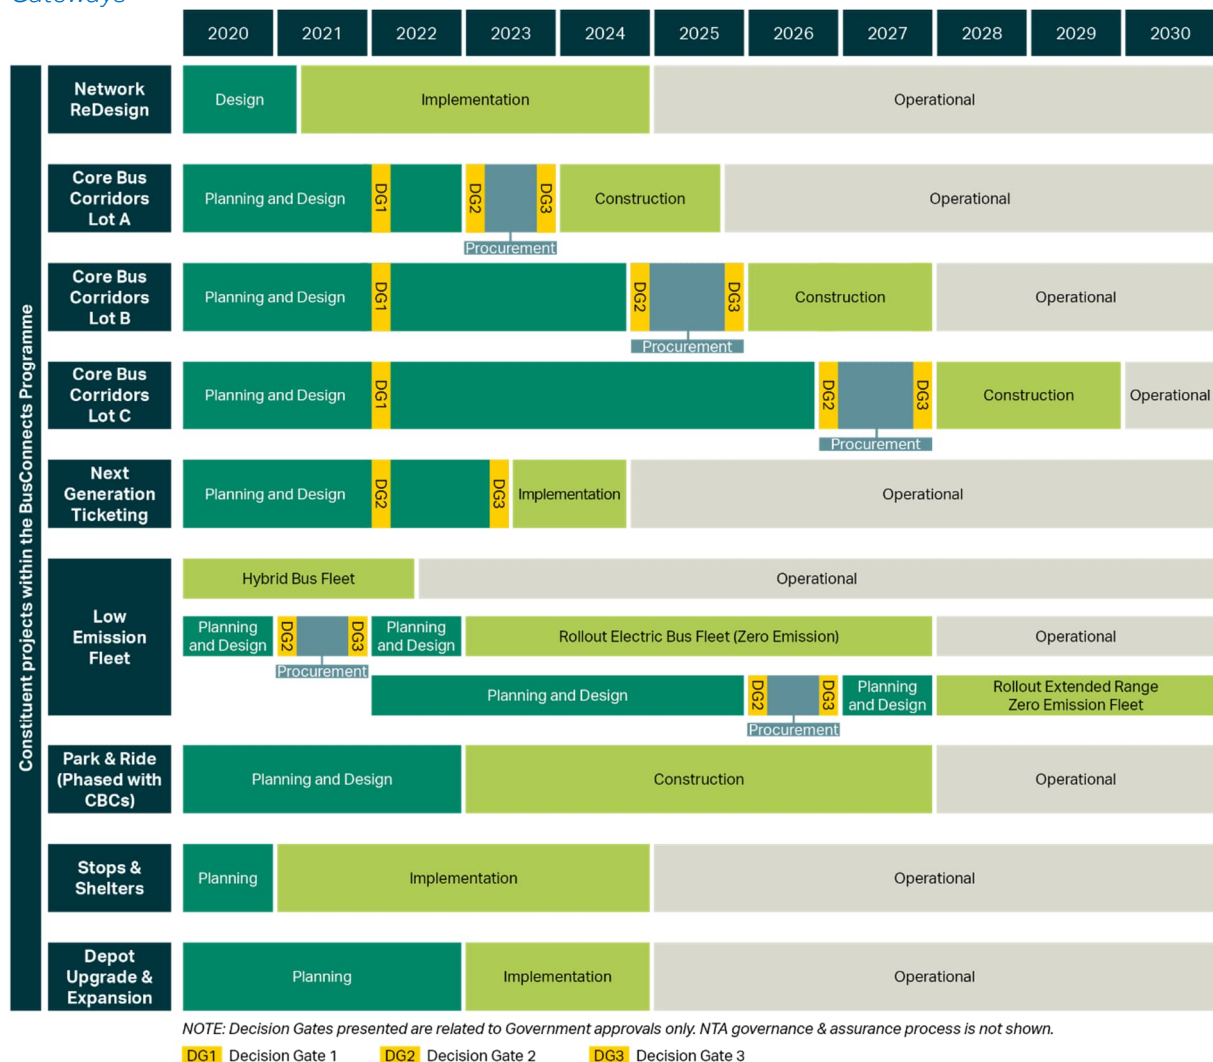 Gateways
2020 2021 2022 2023 2024 2025 2026 2027 2028 2029 2030
Constituent projects within the BusConnects Programme
Network
ReDesign
Design
Implementation
Operational
Core Bus
Corridors
Lot A
Planning and Design
DG1
DG2
DG3
Procurement
Construction
Operational
Core Bus
Corridors
Lot B
Planning and Design
DG1
DG2
DG3
Procurement
Construction
Operational
Core Bus
Corridors
Lot C
Planning and Design
DG1
DG2
DG3
Procurement
Construction
Operational
Next
Generation
Ticketing
Planning and Design
DG2
DG3
Implementation
Operational
Low
Emission
Fleet
Hybrid Bus Fleet
Operational
Planning
and Design
DG2
DG3
Procurement
Planning
and Design
Rollout Electric Bus Fleet (Zero Emission)
Operational
Planning and Design
DG2
DG3
Procurement
Planning
and Design
Rollout Extended Range
Zero Emission Fleet
Park & Ride
(Phased with
CBCs)
Planning and Design
Construction
Operational
Stops &
Shelters
Planning
Implementation
Operational
Depot
Upgrade &
Expansion
Planning
Implementation
Operational
NOTE: Decision Gates presented are related to Government approvals only. NTA governance & assurance process is not shown.
DG1 Decision Gate 1 DG2 Decision Gate 2 DG3 Decision Gate 3